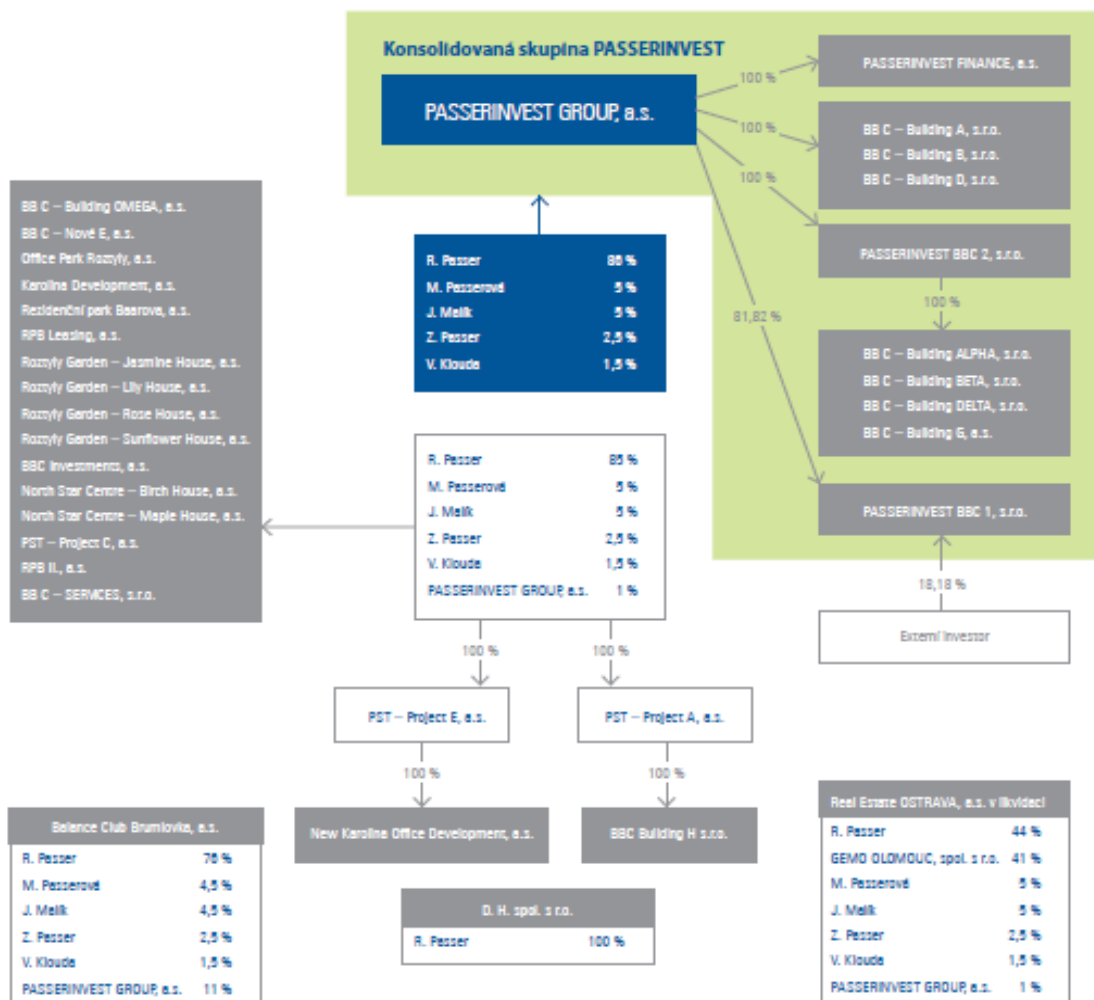 Konsolidovaná skupina PASSERINVEST
PASSERINVEST GROUP, a.s.
100 %
PASSERINVEST FINANCE, a.s.
100 %
BB C – Building A, s.r.o.
BB C – Building B, s.r.o.
BB C – Building D, s.r.o.
100 %
PASSERINVEST BBC 2, s.r.o.
100 %
BB C – Building ALPHA, s.r.o.
BB C – Building BETA, s.r.o.
BB C – Building DELTA, s.r.o.
BB C – Building G, a.s.
81,82 %
PASSERINVEST BBC 1, s.r.o.
18,18 %
Externí investor
R. Passer 86 %
M. Passerová 5 %
J. Malík 5 %
Z. Passer 2,5 %
V. Klouda 1,5 %
R. Passer 85 %
M. Passerová 5 %
J. Malík 5 %
Z. Passer 2,5 %
V. Klouda 1,5 %
PASSERINVEST GROUP, a.s. 1 %
BB C – Building OMEGA, a.s.
BB C – Nové E, a.s.
Office Park Roztyly, a.s.
Karolina Development, a.s.
Rezidenční park Baarova, a.s.
RPB Leasing, a.s.
Roztyly Garden – Jasmine House, a.s.
Roztyly Garden – Lily House, a.s.
Roztyly Garden – Rose House, a.s.
Roztyly Garden – Sunflower House, a.s.
BBC Investments, a.s.
North Star Centre – Birch House, a.s.
North Star Centre – Maple House, a.s.
PST – Project C, a.s.
RPB II., a.s.
BB C – SERVICES, s.r.o.
100 %
100 %
PST – Project E, a.s.
PST – Project A, a.s.
100 %
100 %
New Karolina Office Development, a.s.
BBC Building H s.r.o.
Balance Club Brumlovka, a.s.
R. Passer 76 %
M. Passerová 4,5 %
J. Malík 4,5 %
Z. Passer 2,5 %
V. Klouda 1,5 %
PASSERINVEST GROUP, a.s. 11 %
D. H. spol. s r.o.
R. Passer 100 %
Real Estate OSTRAVA, a.s. v likvidaci
R. Passer 44 %
GEMO OLOMOUC, spol. s r.o. 41 %
M. Passerová 5 %
J. Malík 5 %
Z. Passer 2,5 %
V. Klouda 1,5 %
PASSERINVEST GROUP, a.s. 1 %